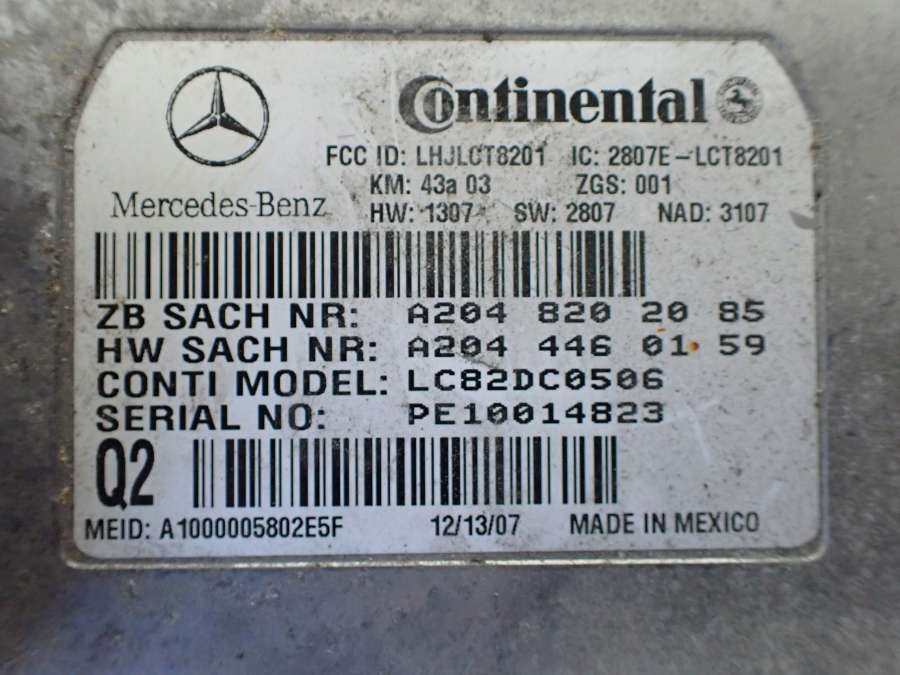 Continental
FCC ID: LHJLCT8201 IC: 2807E-LCT8201
KM: 43a 03 ZGS: 001
Mercedes-Benz
HW: 1307 SW: 2807 NAD: 3107
ZB SACH NR: A204 820 20 85
HW SACH NR: A204 446 01 59
CONTI MODEL: LC82DC0506
SERIAL NO: PE10014823
Q2
MEID: A1000005802E5F 12/13/07 MADE IN MEXICO